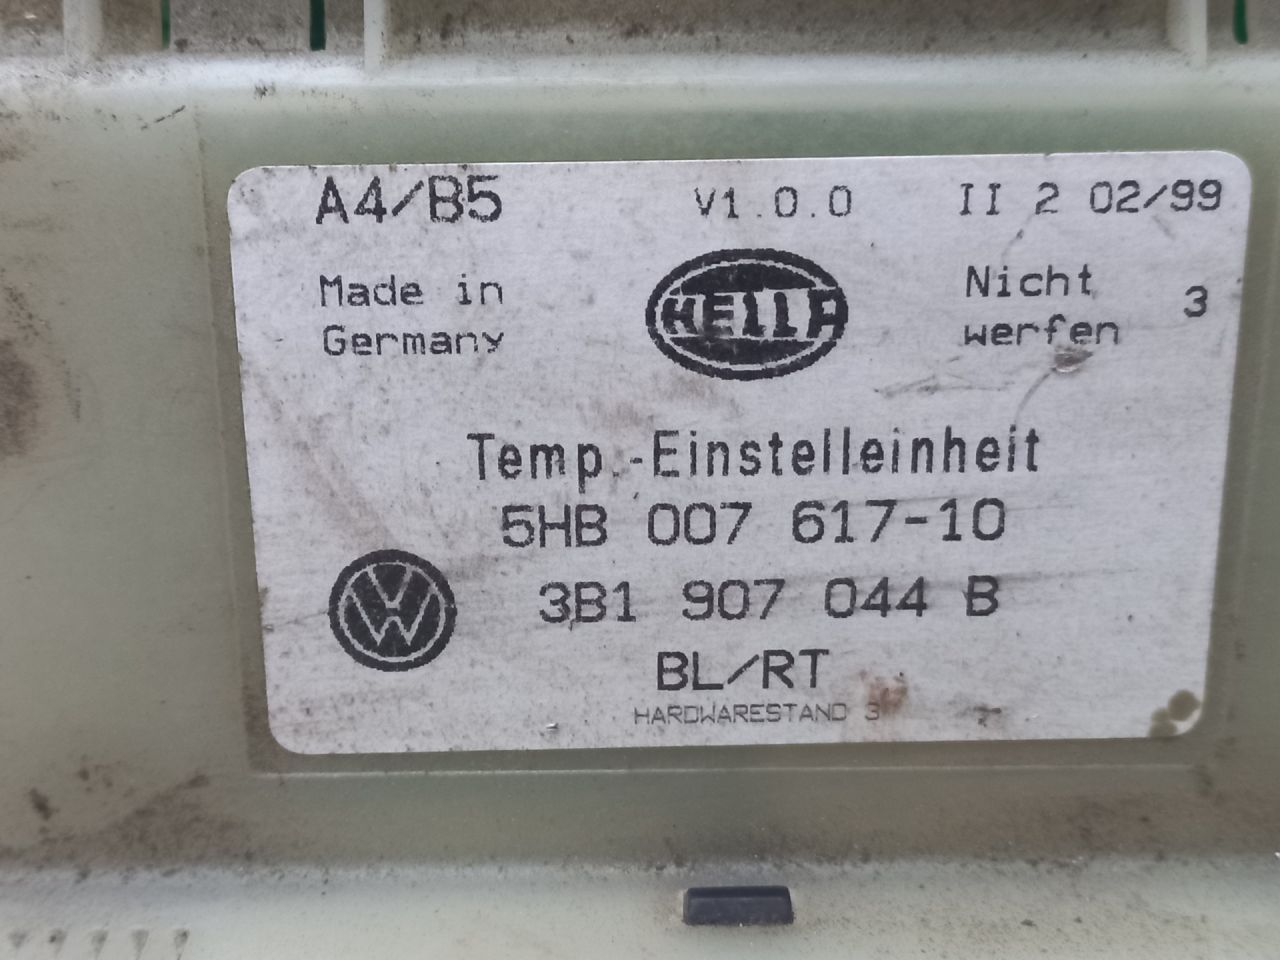 A4/B5 V1.0.0 II 2 02/99
Made in Germany
HELLA
Nicht werfen 3
Temp.-Einstelleinheit
5HB 007 617-10
3B1 907 044 B
BL/RT
HARDWARESTAND 3